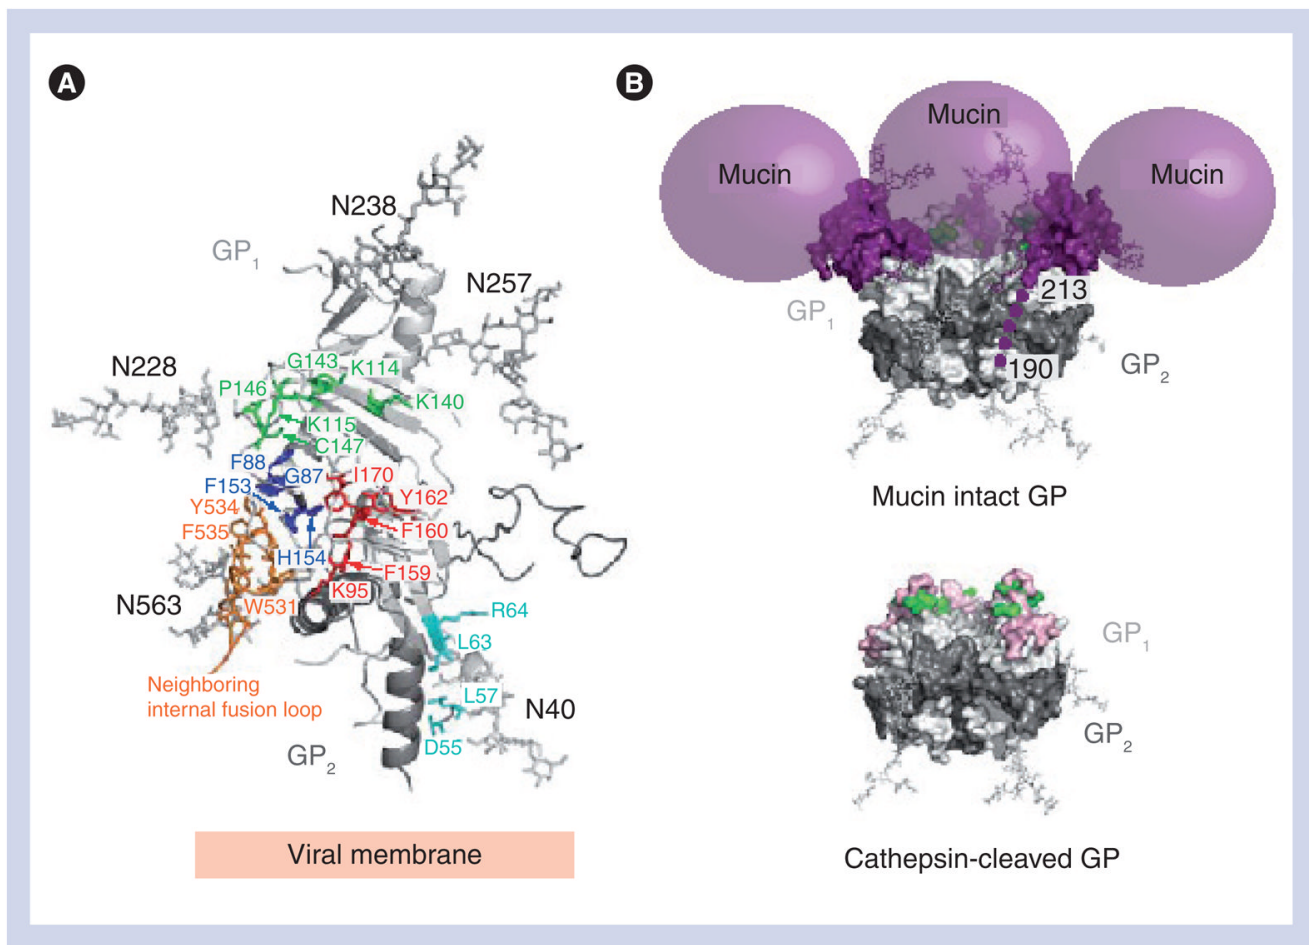 A
N238
GP1
N257
N228
G143
K114
P146
K140
K115
C147
F88
G87
I170
F153
Y162
Y534
F535
F160
H154
F159
K95
N563
W531
R64
L63
Neighboring
internal fusion loop
L57
N40
D55
GP2
Viral membrane
B
Mucin
Mucin
Mucin
213
GP1
190
GP2
Mucin intact GP
GP1
GP2
Cathepsin-cleaved GP